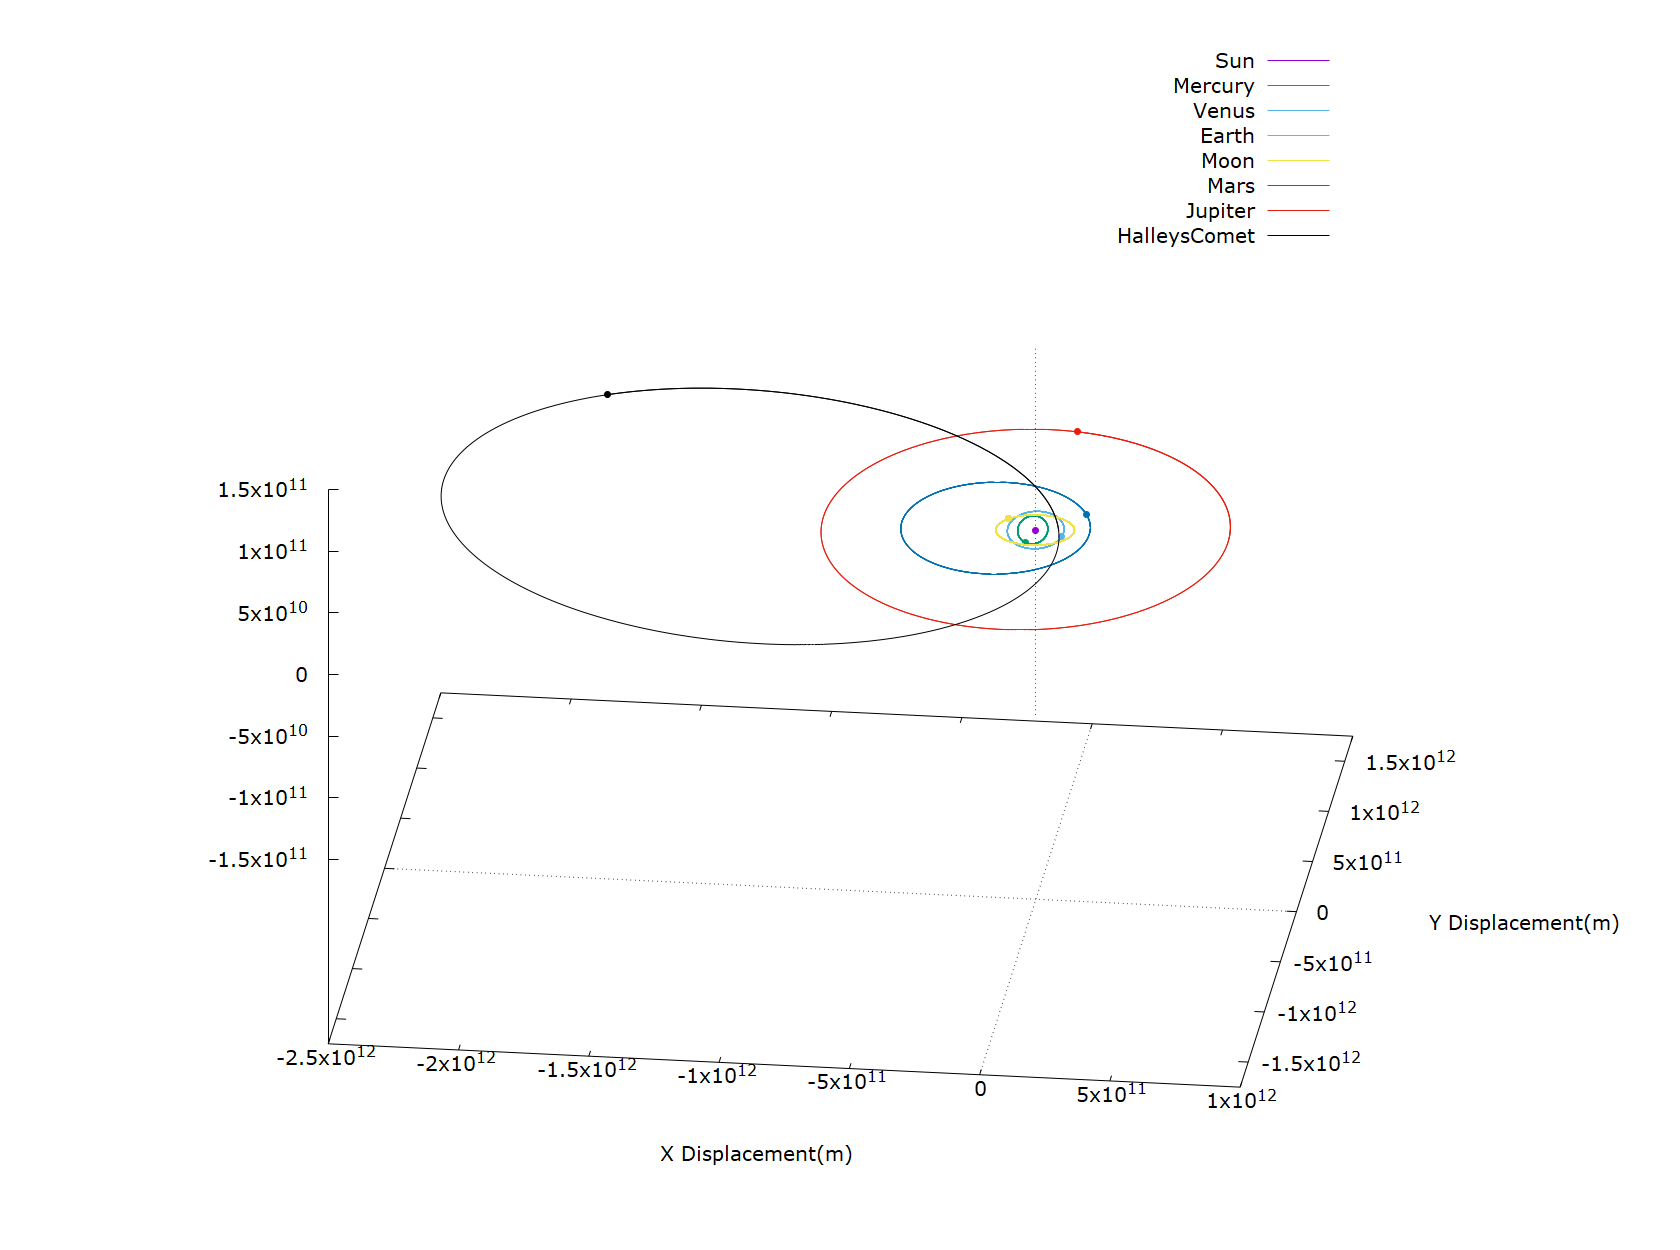 Sun
Mercury
Venus
Earth
Moon
Mars
Jupiter
HalleysComet
1.5x10^11
1x10^11
5x10^10
0
-5x10^10
-1x10^11
-1.5x10^11
1.5x10^12
1x10^12
5x10^11
0
-5x10^11
-1x10^12
-1.5x10^12
Y Displacement(m)
-2.5x10^12
-2x10^12
-1.5x10^12
-1x10^12
-5x10^11
0
5x10^11
1x10^12
X Displacement(m)